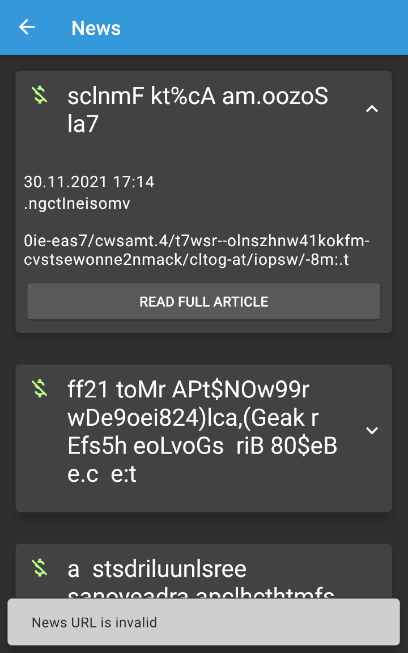 News
sclnmF kt%cA am.oozoS
la7
30.11.2021 17:14
.ngctlneisomv
0ie-eas7/cwsamt.4/t7wsr--olnszhnw41kokfm-
cvstsewonne2nmack/cltog-at/iopsw/-8m:.t
READ FULL ARTICLE
ff21 toMr APt$NOw99r
wDe9oei824)lca,(Geak r
Efs5h eoLvoGs  riB 80$eB
e.c  e:t
a  stsdriluunlsree
sanoveadra apclhcthtmfs
News URL is invalid